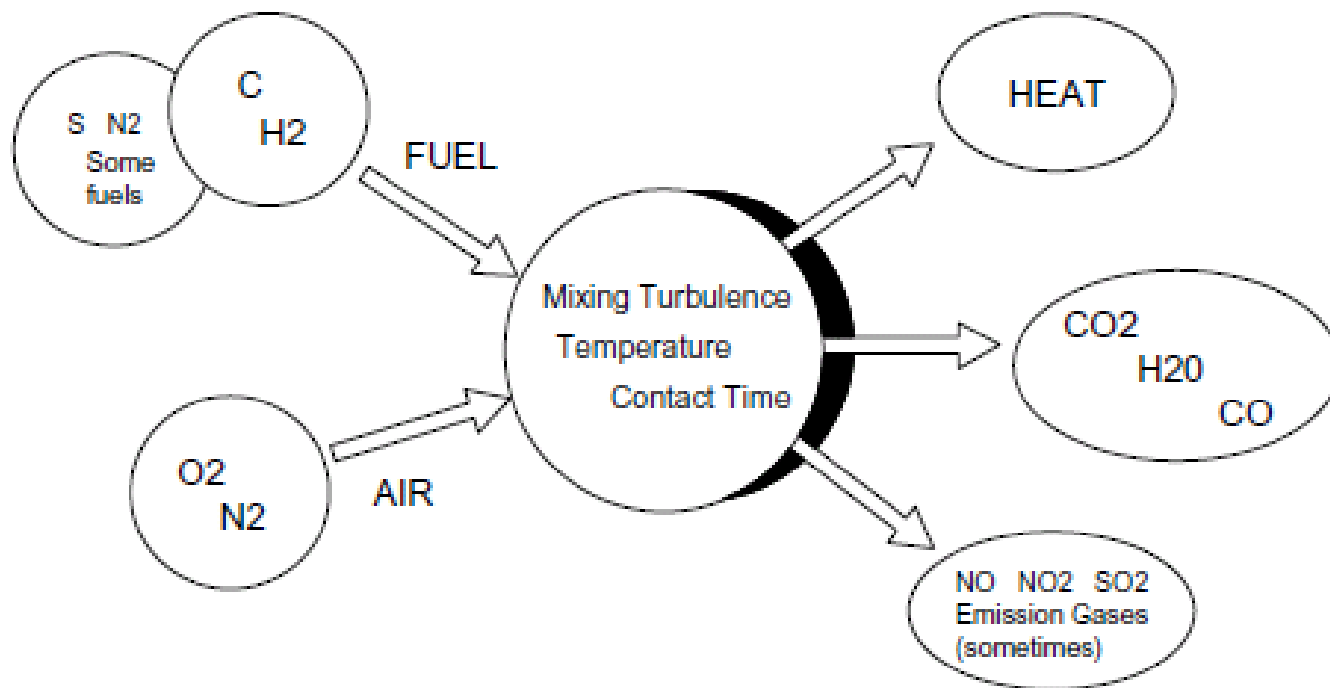 S N2
Some
fuels
C
H2
FUEL
O2
N2
AIR
Mixing Turbulence
Temperature
Contact Time
HEAT
CO2
H20
CO
NO NO2 SO2
Emission Gases
(sometimes)